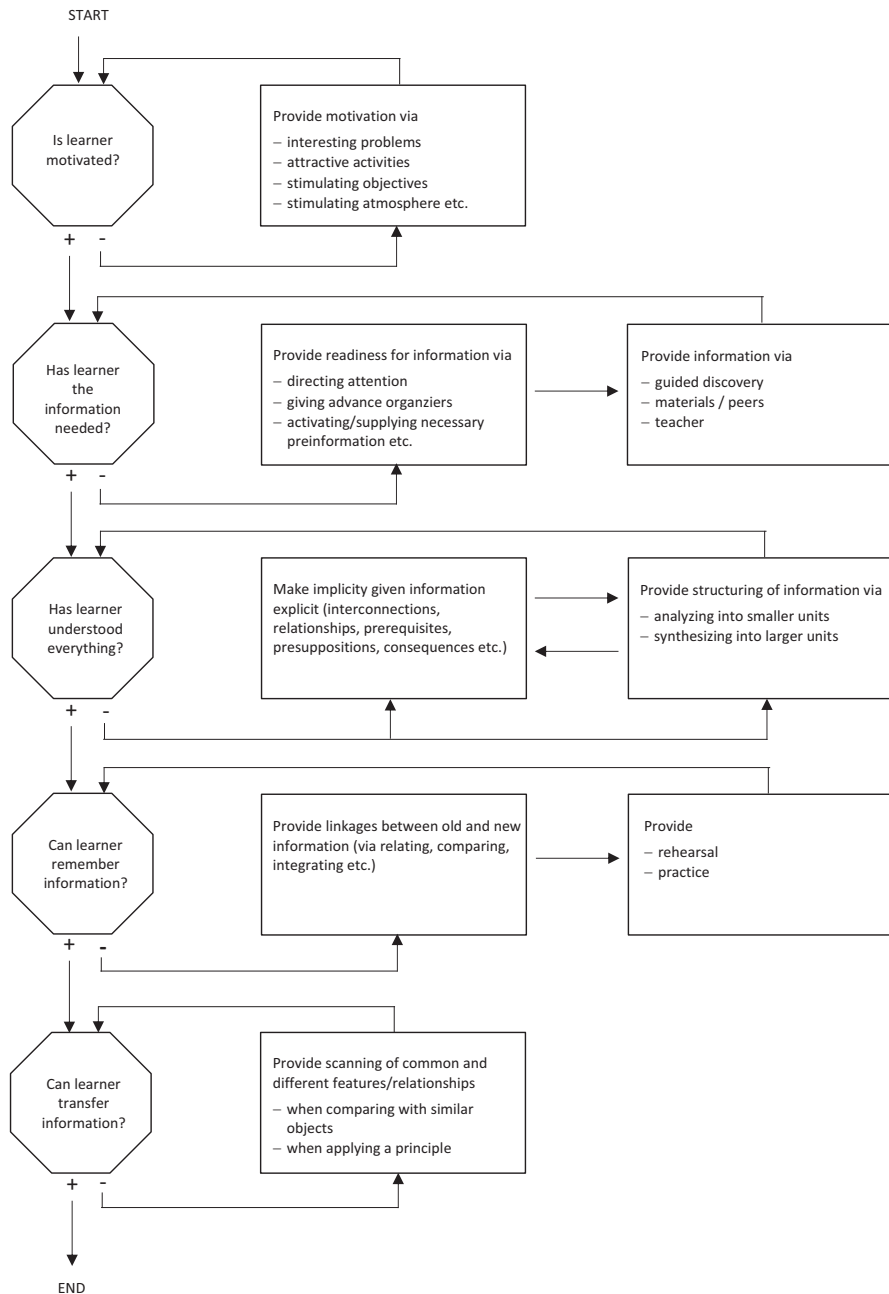 START
Is learner
motivated?
Provide motivation via
– interesting problems
– attractive activities
– stimulating objectives
– stimulating atmosphere etc.
+ -
Has learner
the
information
needed?
Provide readiness for information via
– directing attention
– giving advance organziers
– activating/supplying necessary
preinformation etc.
Provide information via
– guided discovery
– materials / peers
– teacher
+ -
Has learner
understood
everything?
Make implicity given information
explicit (interconnections,
relationships, prerequisites,
presuppositions, consequences etc.)
Provide structuring of information via
– analyzing into smaller units
– synthesizing into larger units
+ -
Can learner
remember
information?
Provide linkages between old and new
information (via relating, comparing,
integrating etc.)
Provide
– rehearsal
– practice
+ -
Can learner
transfer
information?
Provide scanning of common and
different features/relationships
– when comparing with similar
objects
– when applying a principle
+ -
END